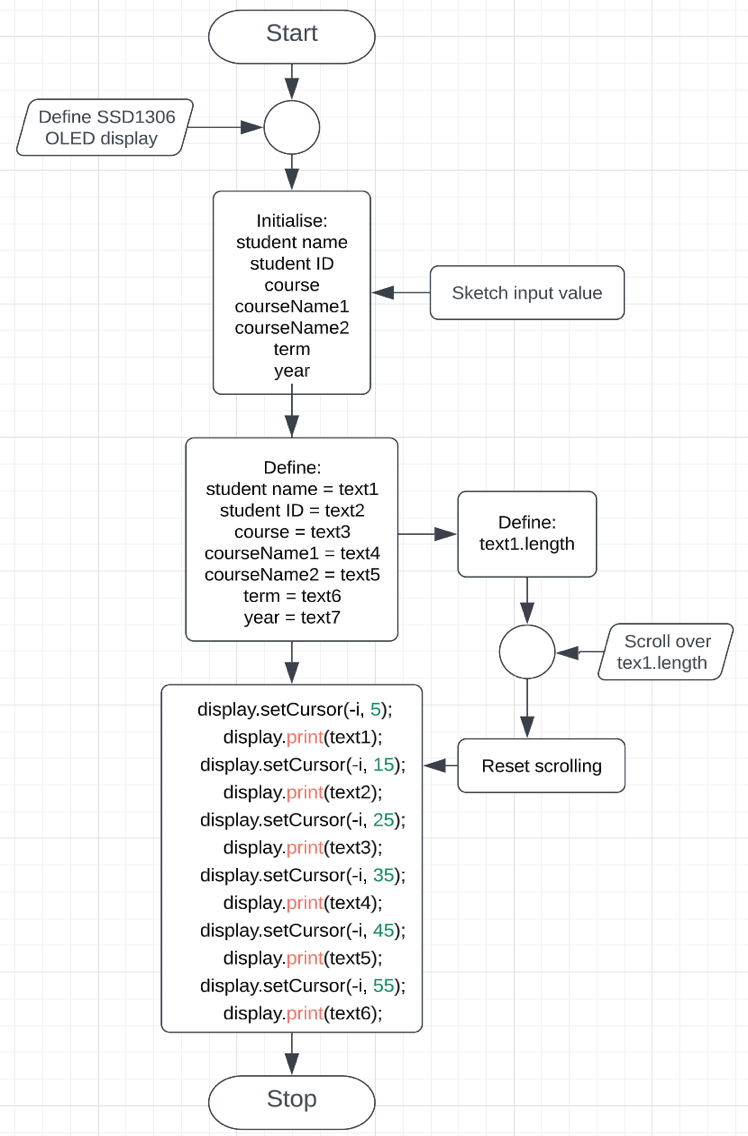 Start
Define SSD1306
OLED display
Initialise:
student name
student ID
course
courseName1
courseName2
term
year
Sketch input value
Define:
student name = text1
student ID = text2
course = text3
courseName1 = text4
courseName2 = text5
term = text6
year = text7
Define:
text1.length
Scroll over
tex1.length
Reset scrolling
display.setCursor(-i, 5);
display.print(text1);
display.setCursor(-i, 15);
display.print(text2);
display.setCursor(-i, 25);
display.print(text3);
display.setCursor(-i, 35);
display.print(text4);
display.setCursor(-i, 45);
display.print(text5);
display.setCursor(-i, 55);
display.print(text6);
Stop